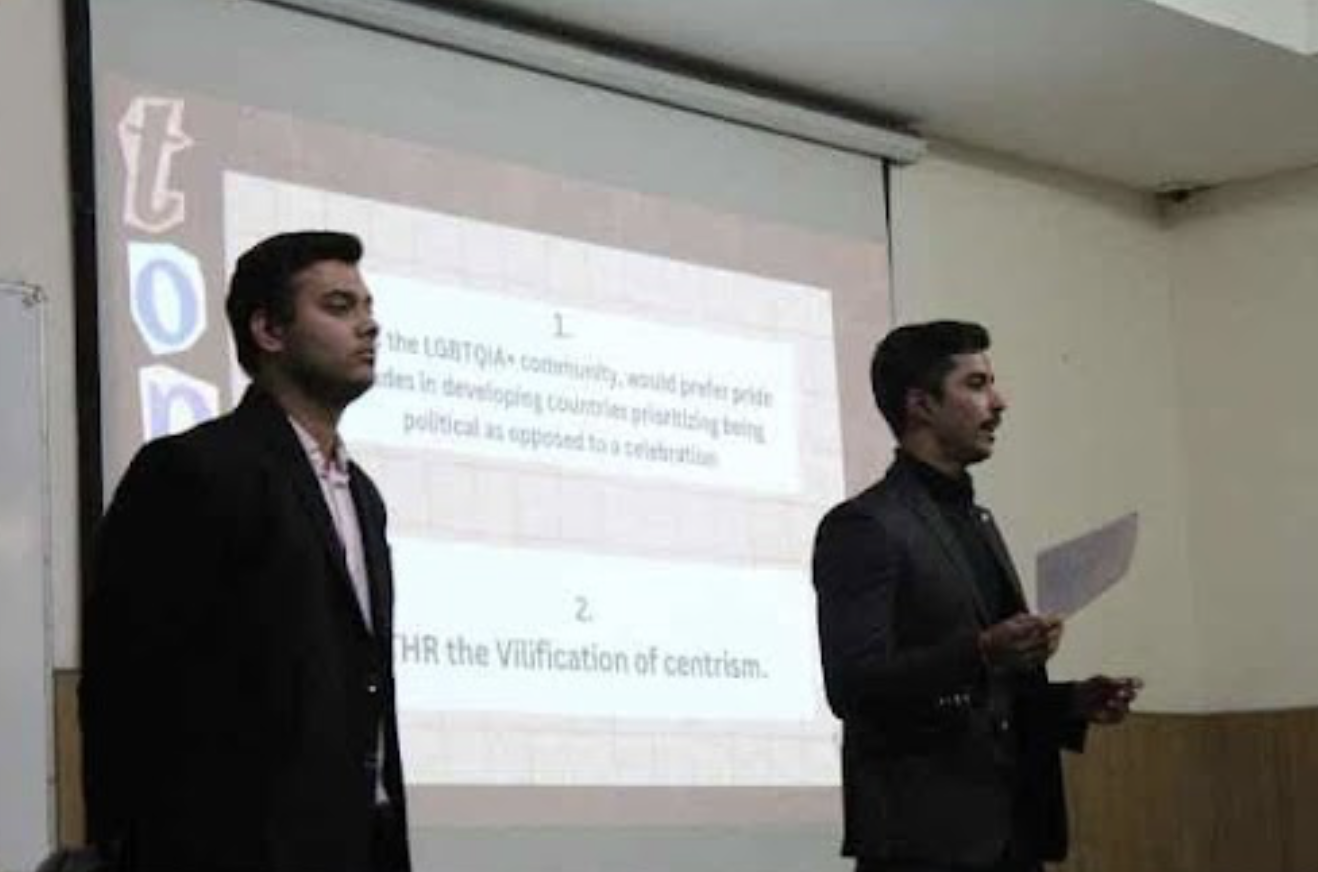 to
1.
the LGBTQIA+ community, would prefer pride
in developing countries prioritizing being
political as opposed to a celebration
2.
THR the Vilification of centrism.